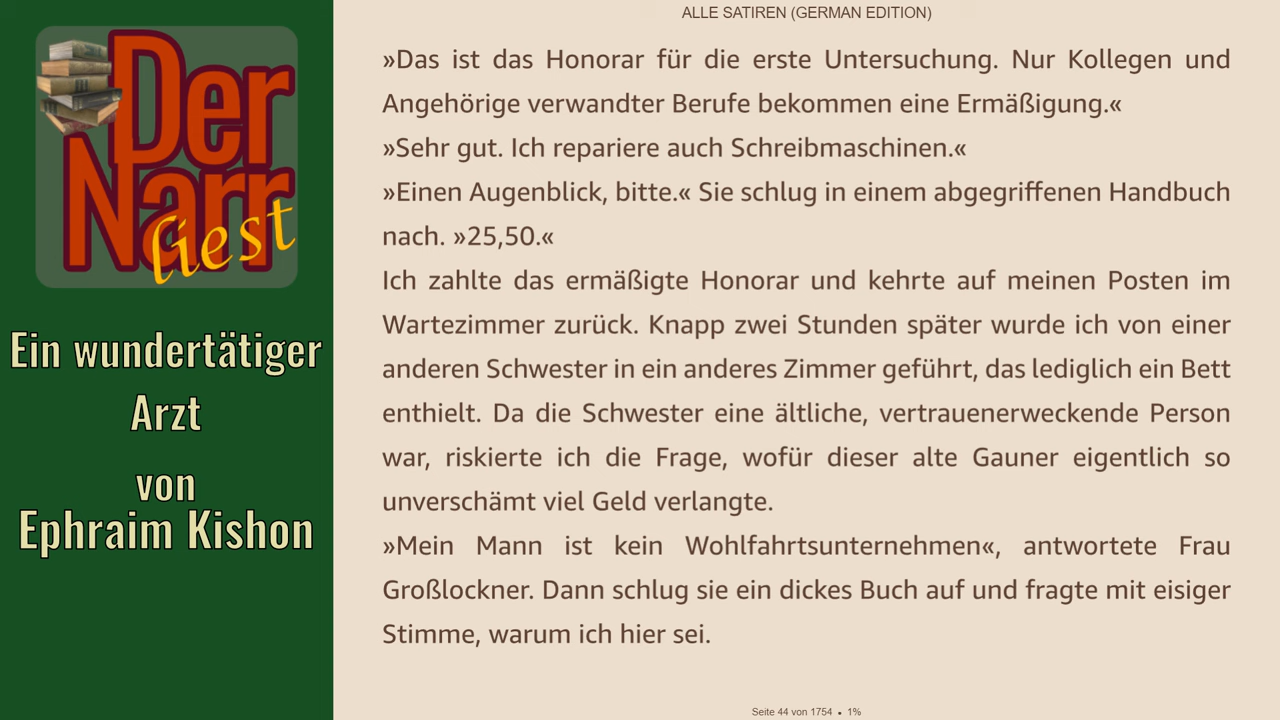 Der
Narr
liest
Ein wundertätiger
Arzt
von
Ephraim Kishon
ALLE SATIREN (GERMAN EDITION)
»Das ist das Honorar für die erste Untersuchung. Nur Kollegen und
Angehörige verwandter Berufe bekommen eine Ermäßigung.«
»Sehr gut. Ich repariere auch Schreibmaschinen.«
»Einen Augenblick, bitte.« Sie schlug in einem abgegriffenen Handbuch
nach. »25,50.«
Ich zahlte das ermäßigte Honorar und kehrte auf meinen Posten im
Wartezimmer zurück. Knapp zwei Stunden später wurde ich von einer
anderen Schwester in ein anderes Zimmer geführt, das lediglich ein Bett
enthielt. Da die Schwester eine ältliche, vertrauenerweckende Person
war, riskierte ich die Frage, wofür dieser alte Gauner eigentlich so
unverschämt viel Geld verlangte.
»Mein Mann ist kein Wohlfahrtsunternehmen«, antwortete Frau
Großlockner. Dann schlug sie ein dickes Buch auf und fragte mit eisiger
Stimme, warum ich hier sei.
Seite 44 von 1754 • 1%